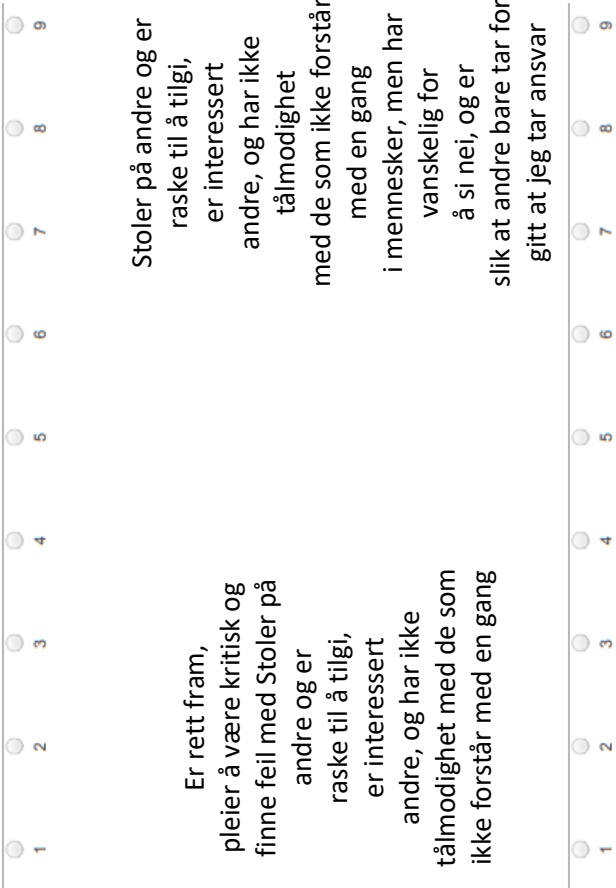 1 2 3 4 5 6 7 8 9
Er rett fram,
pleier å være kritisk og
finne feil med Stoler på
andre og er
raske til å tilgi,
er interessert
andre, og har ikke
tålmodighet med de som
ikke forstår med en gang
Stoler på andre og er
raske til å tilgi,
er interessert
andre, og har ikke
tålmodighet
med de som ikke forstår
med en gang
i mennesker, men har
vanskelig for
å si nei, og er
slik at andre bare tar for
gitt at jeg tar ansvar
1 2 3 4 5 6 7 8 9